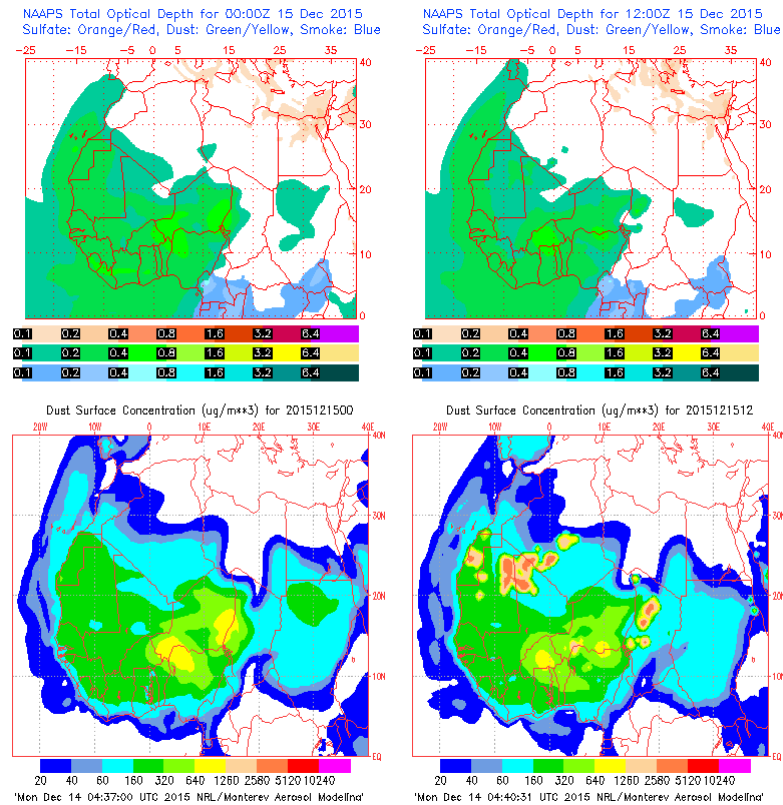 NAAPS Total Optical Depth for 00:00Z 15 Dec 2015
Sulfate: Orange/Red, Dust: Green/Yellow, Smoke: Blue
-25 -15 -5 5 15 25 35
40
30
20
10
0
0.1 0.2 0.4 0.8 1.6 3.2 6.4
0.1 0.2 0.4 0.8 1.6 3.2 6.4
0.1 0.2 0.4 0.8 1.6 3.2 6.4
NAAPS Total Optical Depth for 12:00Z 15 Dec 2015
Sulfate: Orange/Red, Dust: Green/Yellow, Smoke: Blue
-25 -15 -5 5 15 25 35
40
30
20
10
0
0.1 0.2 0.4 0.8 1.6 3.2 6.4
0.1 0.2 0.4 0.8 1.6 3.2 6.4
0.1 0.2 0.4 0.8 1.6 3.2 6.4
Dust Surface Concentration (ug/m**3) for 2015121500
20W 10W 0 10E 20E 30E 40E
40N
30N
20N
10N
EQ
20 40 80 160 320 640 1260 2580 5120 10240
'Mon Dec 14 04:37:00 UTC 2015 NRL/Monterey Aerosol Modeling'
Dust Surface Concentration (ug/m**3) for 2015121512
20W 10W 0 10E 20E 30E 40E
40N
30N
20N
10N
EQ
20 40 80 160 320 640 1260 2580 5120 10240
'Mon Dec 14 04:40:31 UTC 2015 NRL/Monterey Aerosol Modeling'